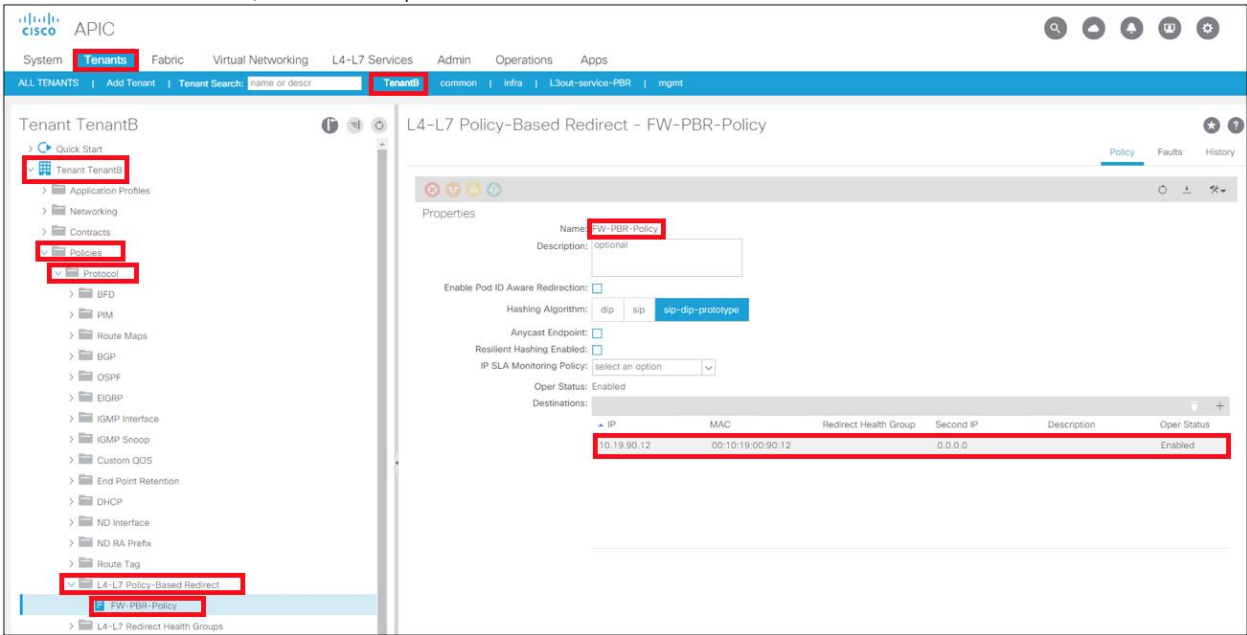 cisco APIC
System Tenants Fabric Virtual Networking L4-L7 Services Admin Operations Apps
ALL TENANTS | Add Tenant | Tenant Search: name or descr TenantB common | infra | L3out-service-PBR | mgmt
Tenant TenantB
Quick Start
Tenant TenantB
Application Profiles
Networking
Contracts
Policies
Protocol
BFD
PIM
Route Maps
BGP
OSPF
EIGRP
IGMP Interface
IGMP Snoop
Custom QOS
End Point Retention
DHCP
ND Interface
ND RA Prefix
Route Tag
L4-L7 Policy-Based Redirect
FW-PBR-Policy
L4-L7 Redirect Health Groups
L4-L7 Policy-Based Redirect - FW-PBR-Policy
Policy Faults History
Properties
Name: FW-PBR-Policy
Description: optional
Enable Pod ID Aware Redirection:
Hashing Algorithm: dip sip sip-dip-prototype
Anycast Endpoint:
Resilient Hashing Enabled:
IP SLA Monitoring Policy: select an option
Oper Status: Enabled
Destinations:
IP MAC Redirect Health Group Second IP Description Oper Status
10.19.90.12 00:10:19:00:90:12 0.0.0.0 Enabled